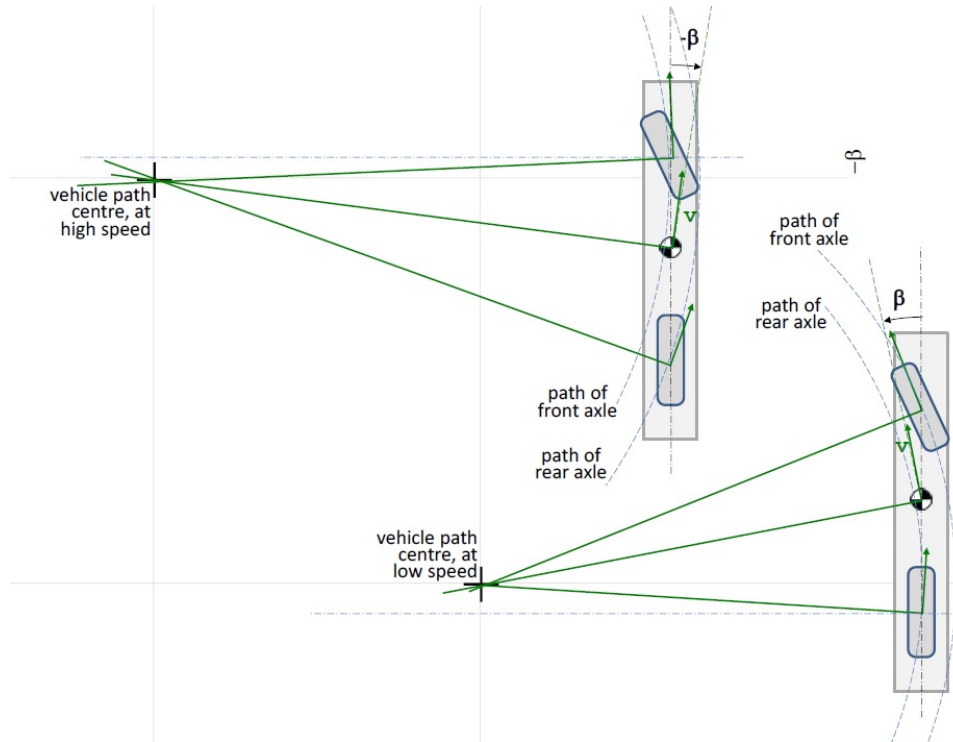 -β
v
-β
vehicle path
centre, at
high speed
path of
front axle
path of
rear axle
β
v
path of
front axle
path of
rear axle
vehicle path
centre, at
low speed